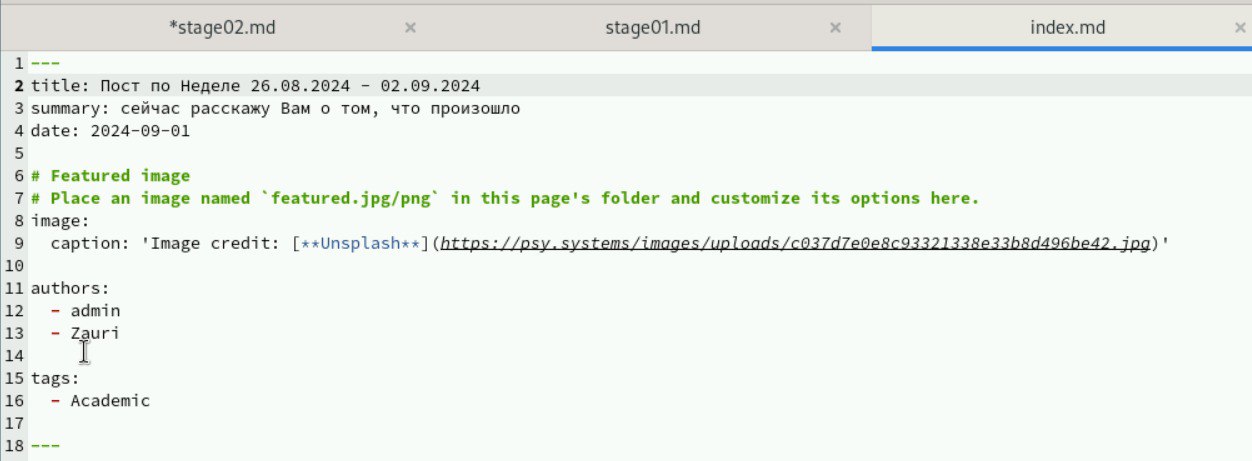 *stage02.md × stage01.md × index.md ×
1 ---
2 title: Пост по Неделе 26.08.2024 - 02.09.2024
3 summary: сейчас расскажу Вам о том, что произошло
4 date: 2024-09-01
5
6 # Featured image
7 # Place an image named `featured.jpg/png` in this page's folder and customize its options here.
8 image:
9   caption: 'Image credit: [**Unsplash**](https://psy.systems/images/uploads/c037d7e0e8c93321338e33b8d496be42.jpg)'
10
11 authors:
12   - admin
13   - Zauri
14
15 tags:
16   - Academic
17
18 ---